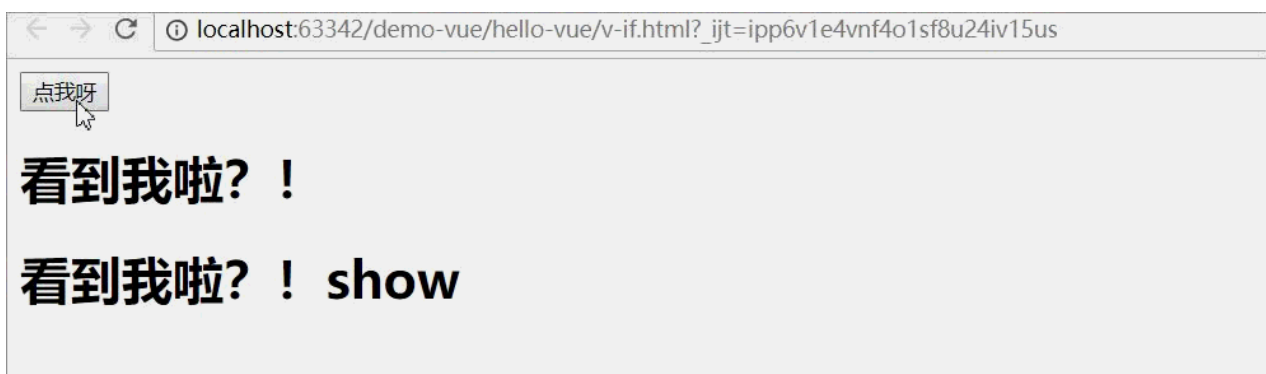 localhost:63342/demo-vue/hello-vue/v-if.html?_ijt=ipp6v1e4vnf4o1sf8u24iv15us
点我呀
看到我啦？！
看到我啦？！ show